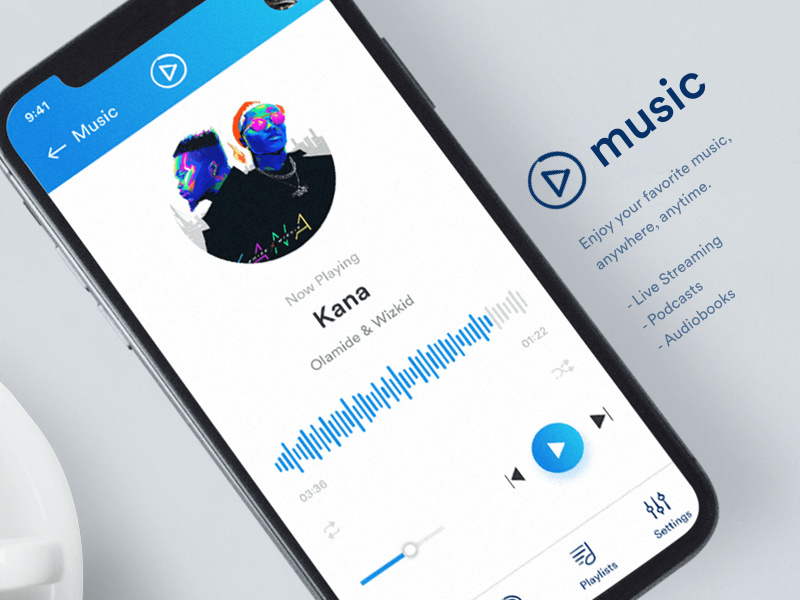 9:41
← Music
Now Playing
Kana
Olamide & Wizkid
01:22
03:36
Playlists
Settings
music
Enjoy your favorite music,
anywhere, anytime.
- Live Streaming
- Podcasts
- Audiobooks